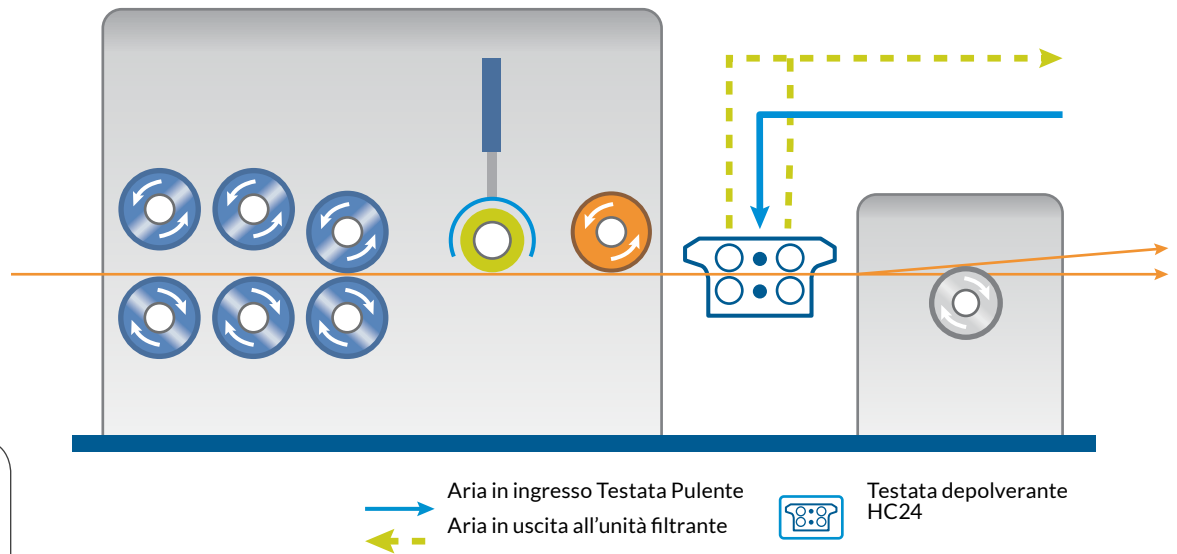 Aria in ingresso Testata Pulente
Aria in uscita all'unità filtrante
Testata depolverante
HC24